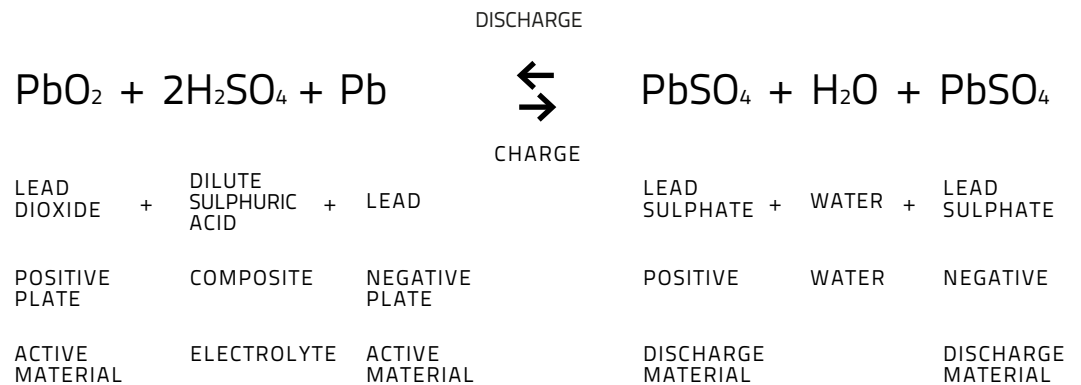 DISCHARGE
PbO₂ + 2H₂SO₄ + Pb PbSO₄ + H₂O + PbSO₄
CHARGE
LEAD DIOXIDE + DILUTE SULPHURIC ACID + LEAD LEAD SULPHATE + WATER + LEAD SULPHATE
POSITIVE PLATE COMPOSITE NEGATIVE PLATE POSITIVE WATER NEGATIVE
ACTIVE MATERIAL ELECTROLYTE ACTIVE MATERIAL DISCHARGE MATERIAL DISCHARGE MATERIAL